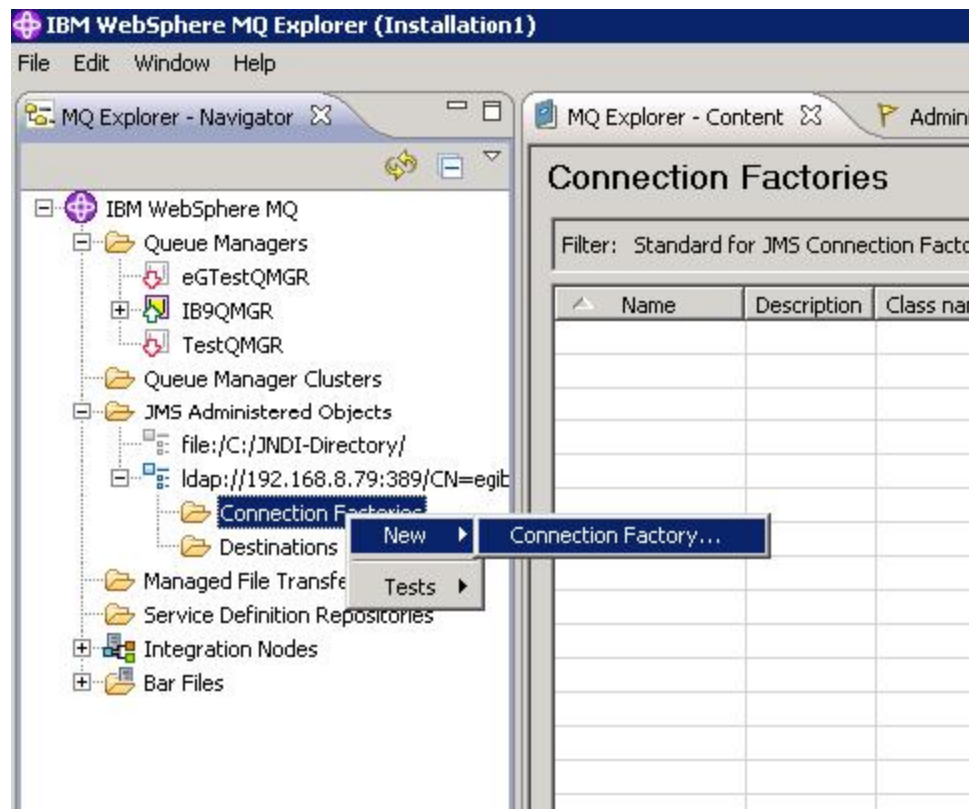 IBM WebSphere MQ Explorer (Installation1)
File Edit Window Help
MQ Explorer - Navigator
MQ Explorer - Content
Admin
Connection Factories
Filter: Standard for JMS Connection Facto
Name Description Class nar
IBM WebSphere MQ
Queue Managers
eGTestQMGR
IB9QMGR
TestQMGR
Queue Manager Clusters
JMS Administered Objects
file:/C:/JNDI-Directory/
ldap://192.168.8.79:389/CN=egib
Connection Factories
New
Connection Factory...
Destinations
Tests
Managed File Transfe
Service Definition Repositories
Integration Nodes
Bar Files